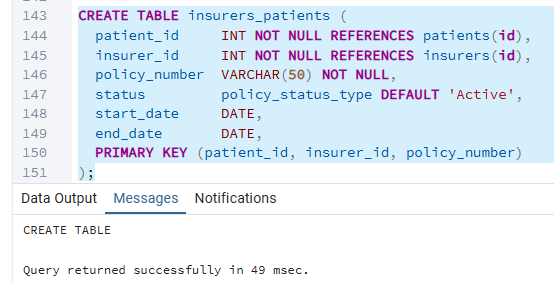 143 CREATE TABLE insurers_patients (
144 patient_id INT NOT NULL REFERENCES patients(id),
145 insurer_id INT NOT NULL REFERENCES insurers(id),
146 policy_number VARCHAR(50) NOT NULL,
147 status policy_status_type DEFAULT 'Active',
148 start_date DATE,
149 end_date DATE,
150 PRIMARY KEY (patient_id, insurer_id, policy_number)
151 );
Data Output Messages Notifications
CREATE TABLE
Query returned successfully in 49 msec.